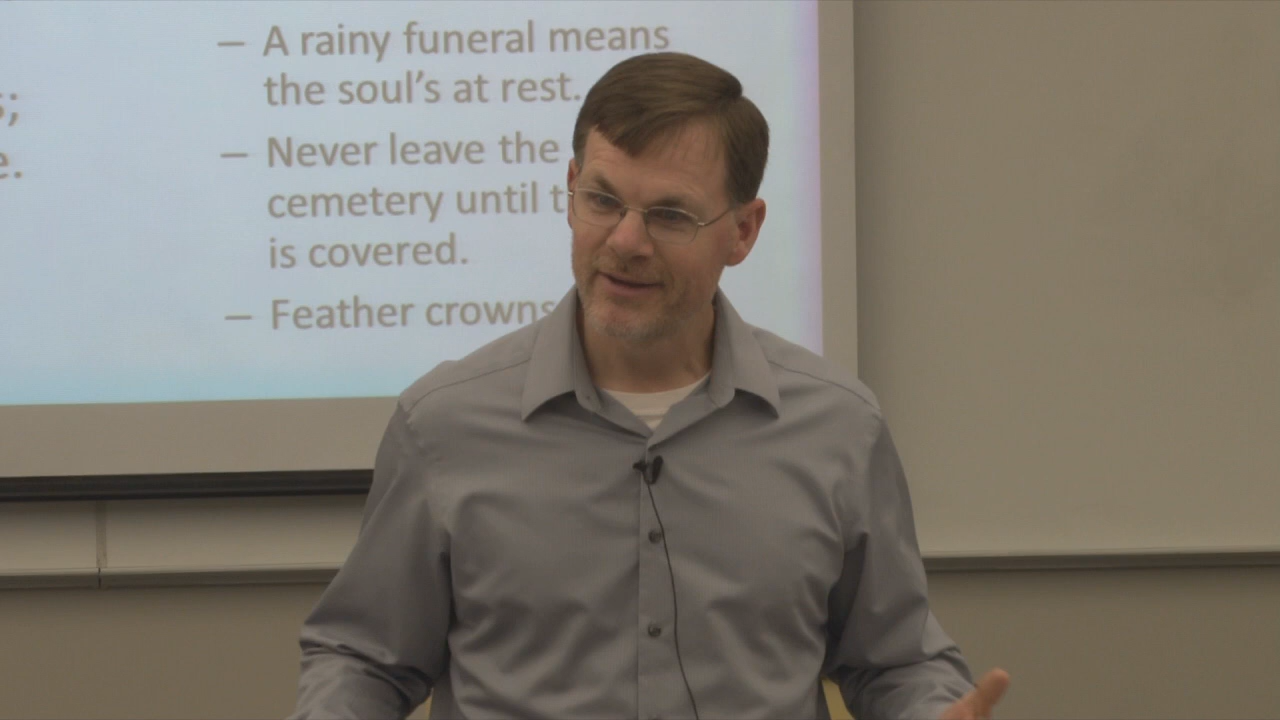 s;
e.
– A rainy funeral means
the soul's at rest.
– Never leave the
cemetery until t
is covered.
– Feather crowns